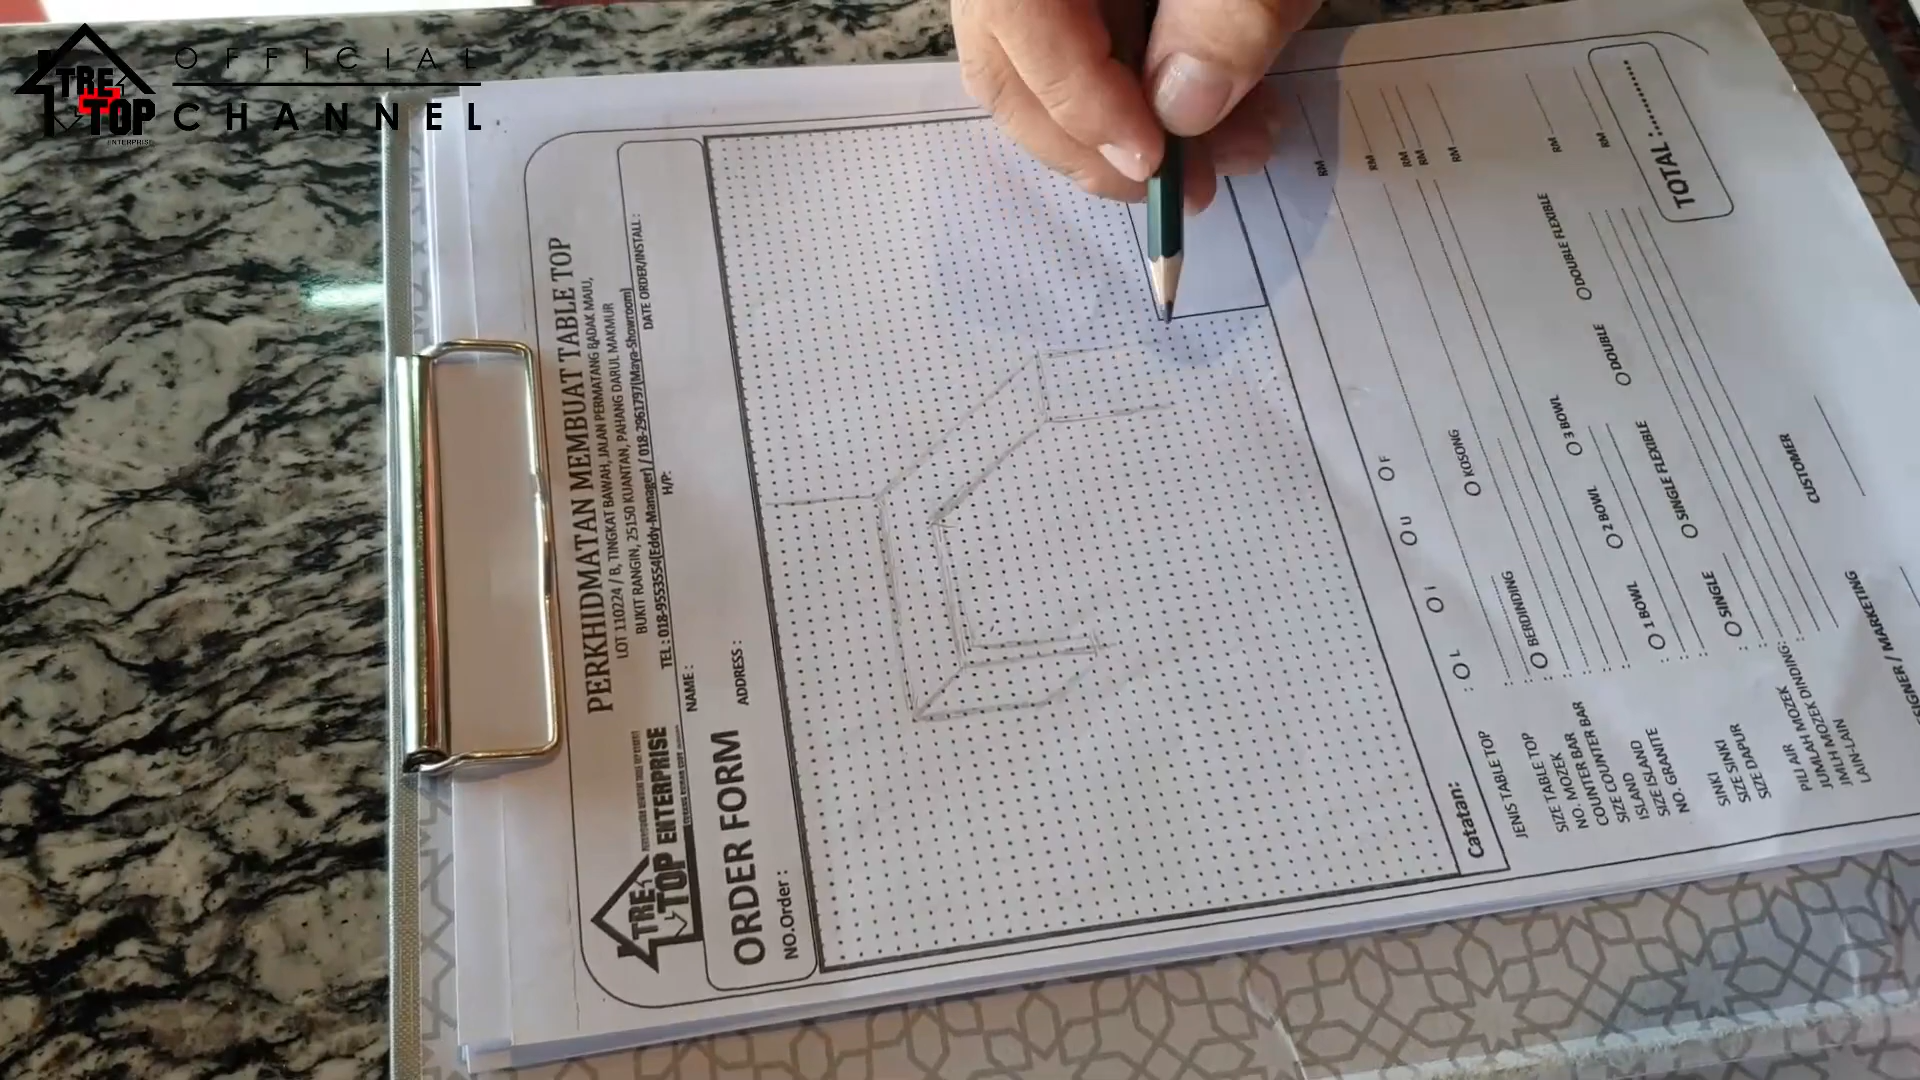 OFFICIAL
CHANNEL
TRE
TOP
ENTERPRISE
PERKHIDMATAN MEMBUAT TABLE TOP
LOT 110224 / B, TINGKAT BAWAH, JALAN PERMATANG BADAK MAJU,
BUKIT RANGIN, 25150 KUANTAN, PAHANG DARUL MAKMUR
TEL : 018-9553554(Eddy-Manager) / 018-2961797(Maya-Showroom)
TRE
TOP ENTERPRISE
ORDER FORM
NO.Order :
NAME :
H/P:
DATE ORDER/INSTALL :
ADDRESS :
Catatan:
JENIS TABLE TOP : O L O I O U O F
SIZE TABLE TOP
NO. MOZEK
COUNTER BAR : O BERDINDING O KOSONG
SIZE COUNTER BAR
ISLAND
SIZE ISLAND
NO. GRANITE
SINKI : O 1 BOWL O 2 BOWL O 3 BOWL
SIZE SINKI
SIZE DAPUR
PILI AIR : O SINGLE O SINGLE FLEXIBLE O DOUBLE O DOUBLE FLEXIBLE
JUMLAH MOZEK DINDING:
JMLH MOZEK
LAIN-LAIN
RM
RM
RM
RM
RM
RM
RM
TOTAL :
SIGNER / MARKETING
CUSTOMER